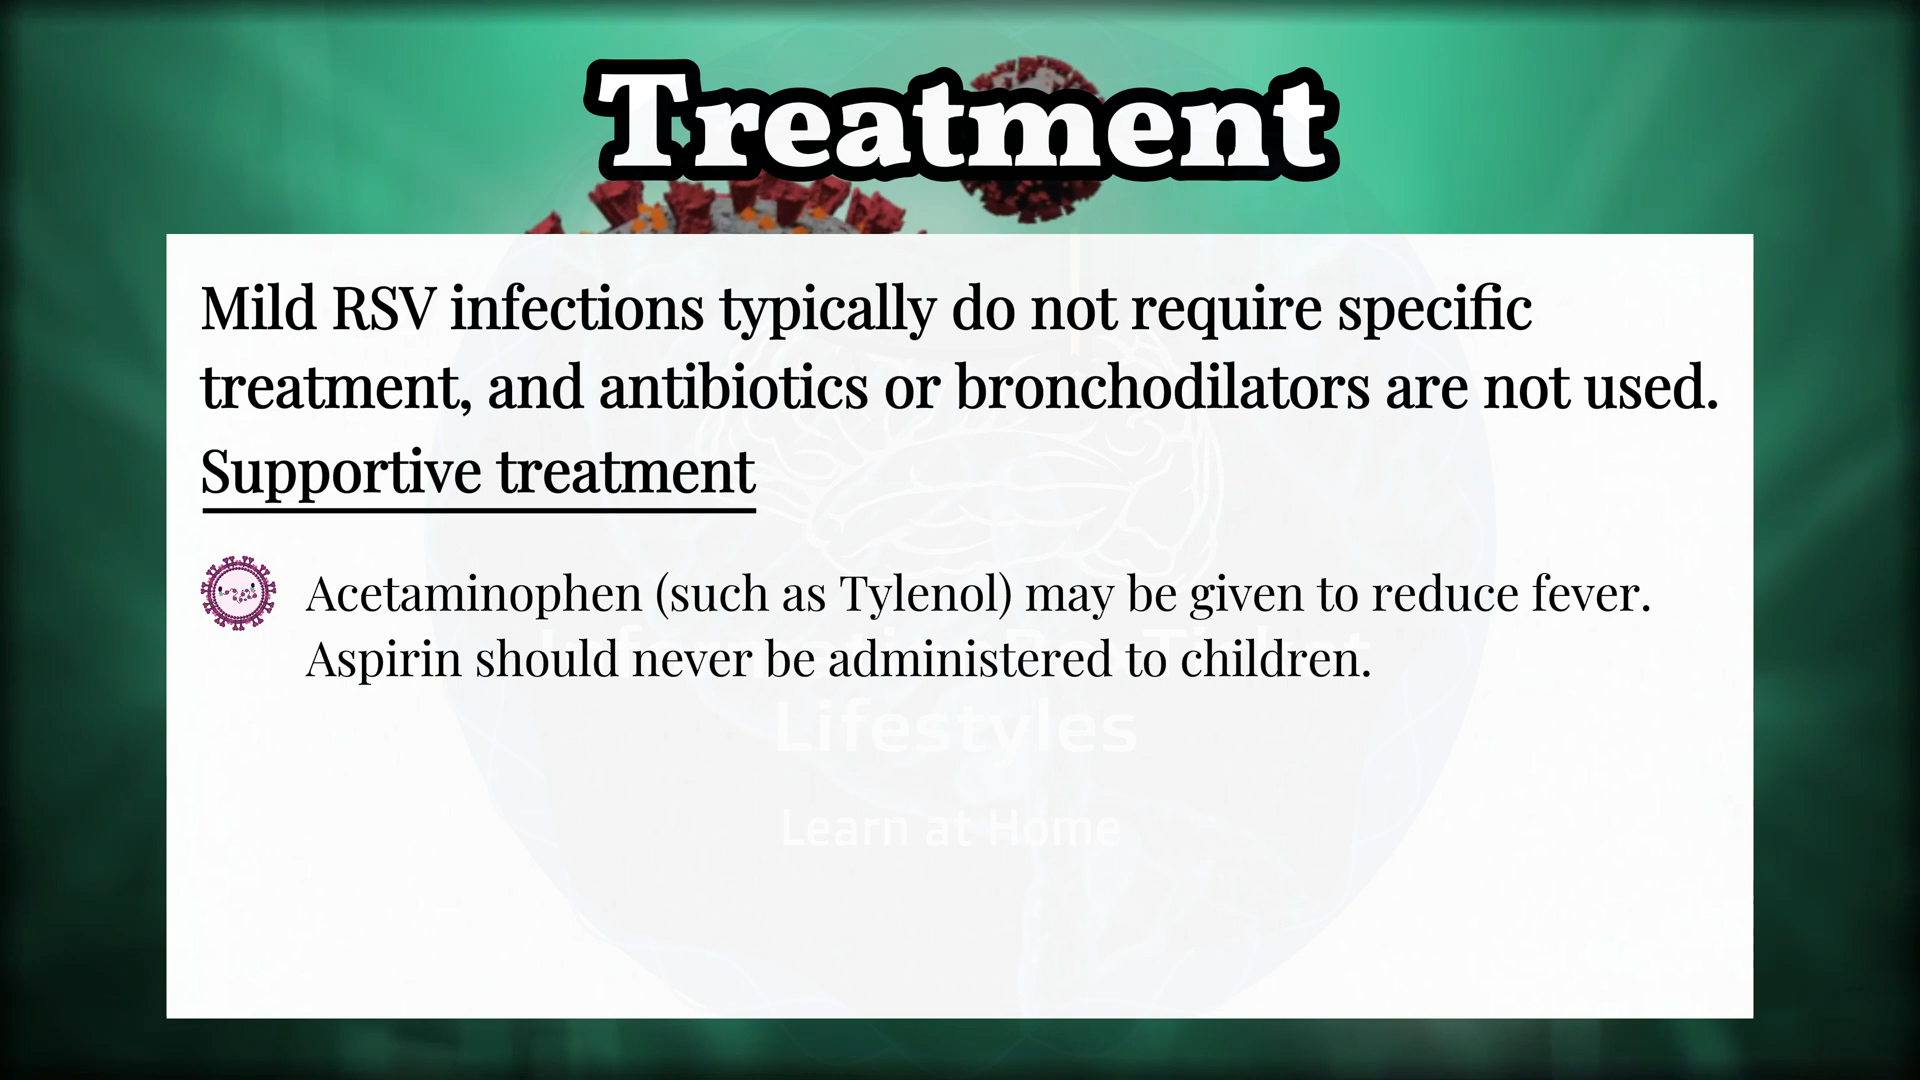 Treatment
Mild RSV infections typically do not require specific
treatment, and antibiotics or bronchodilators are not used.
Supportive treatment
Acetaminophen (such as Tylenol) may be given to reduce fever.
Aspirin should never be administered to children.
Lifestyles
Learn at Home